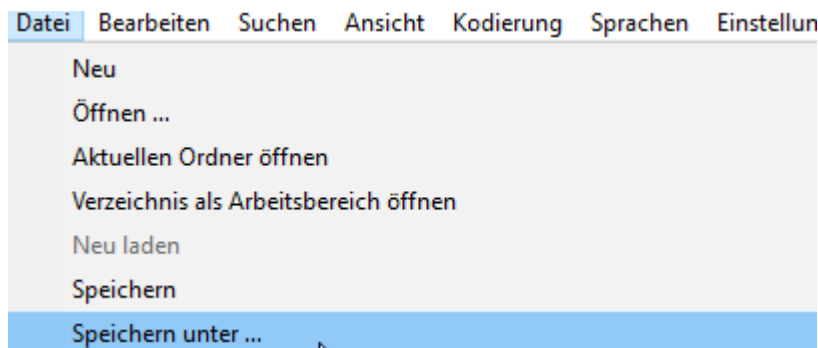 Datei Bearbeiten Suchen Ansicht Kodierung Sprachen Einstellun
Neu
Öffnen ...
Aktuellen Ordner öffnen
Verzeichnis als Arbeitsbereich öffnen
Neu laden
Speichern
Speichern unter ...